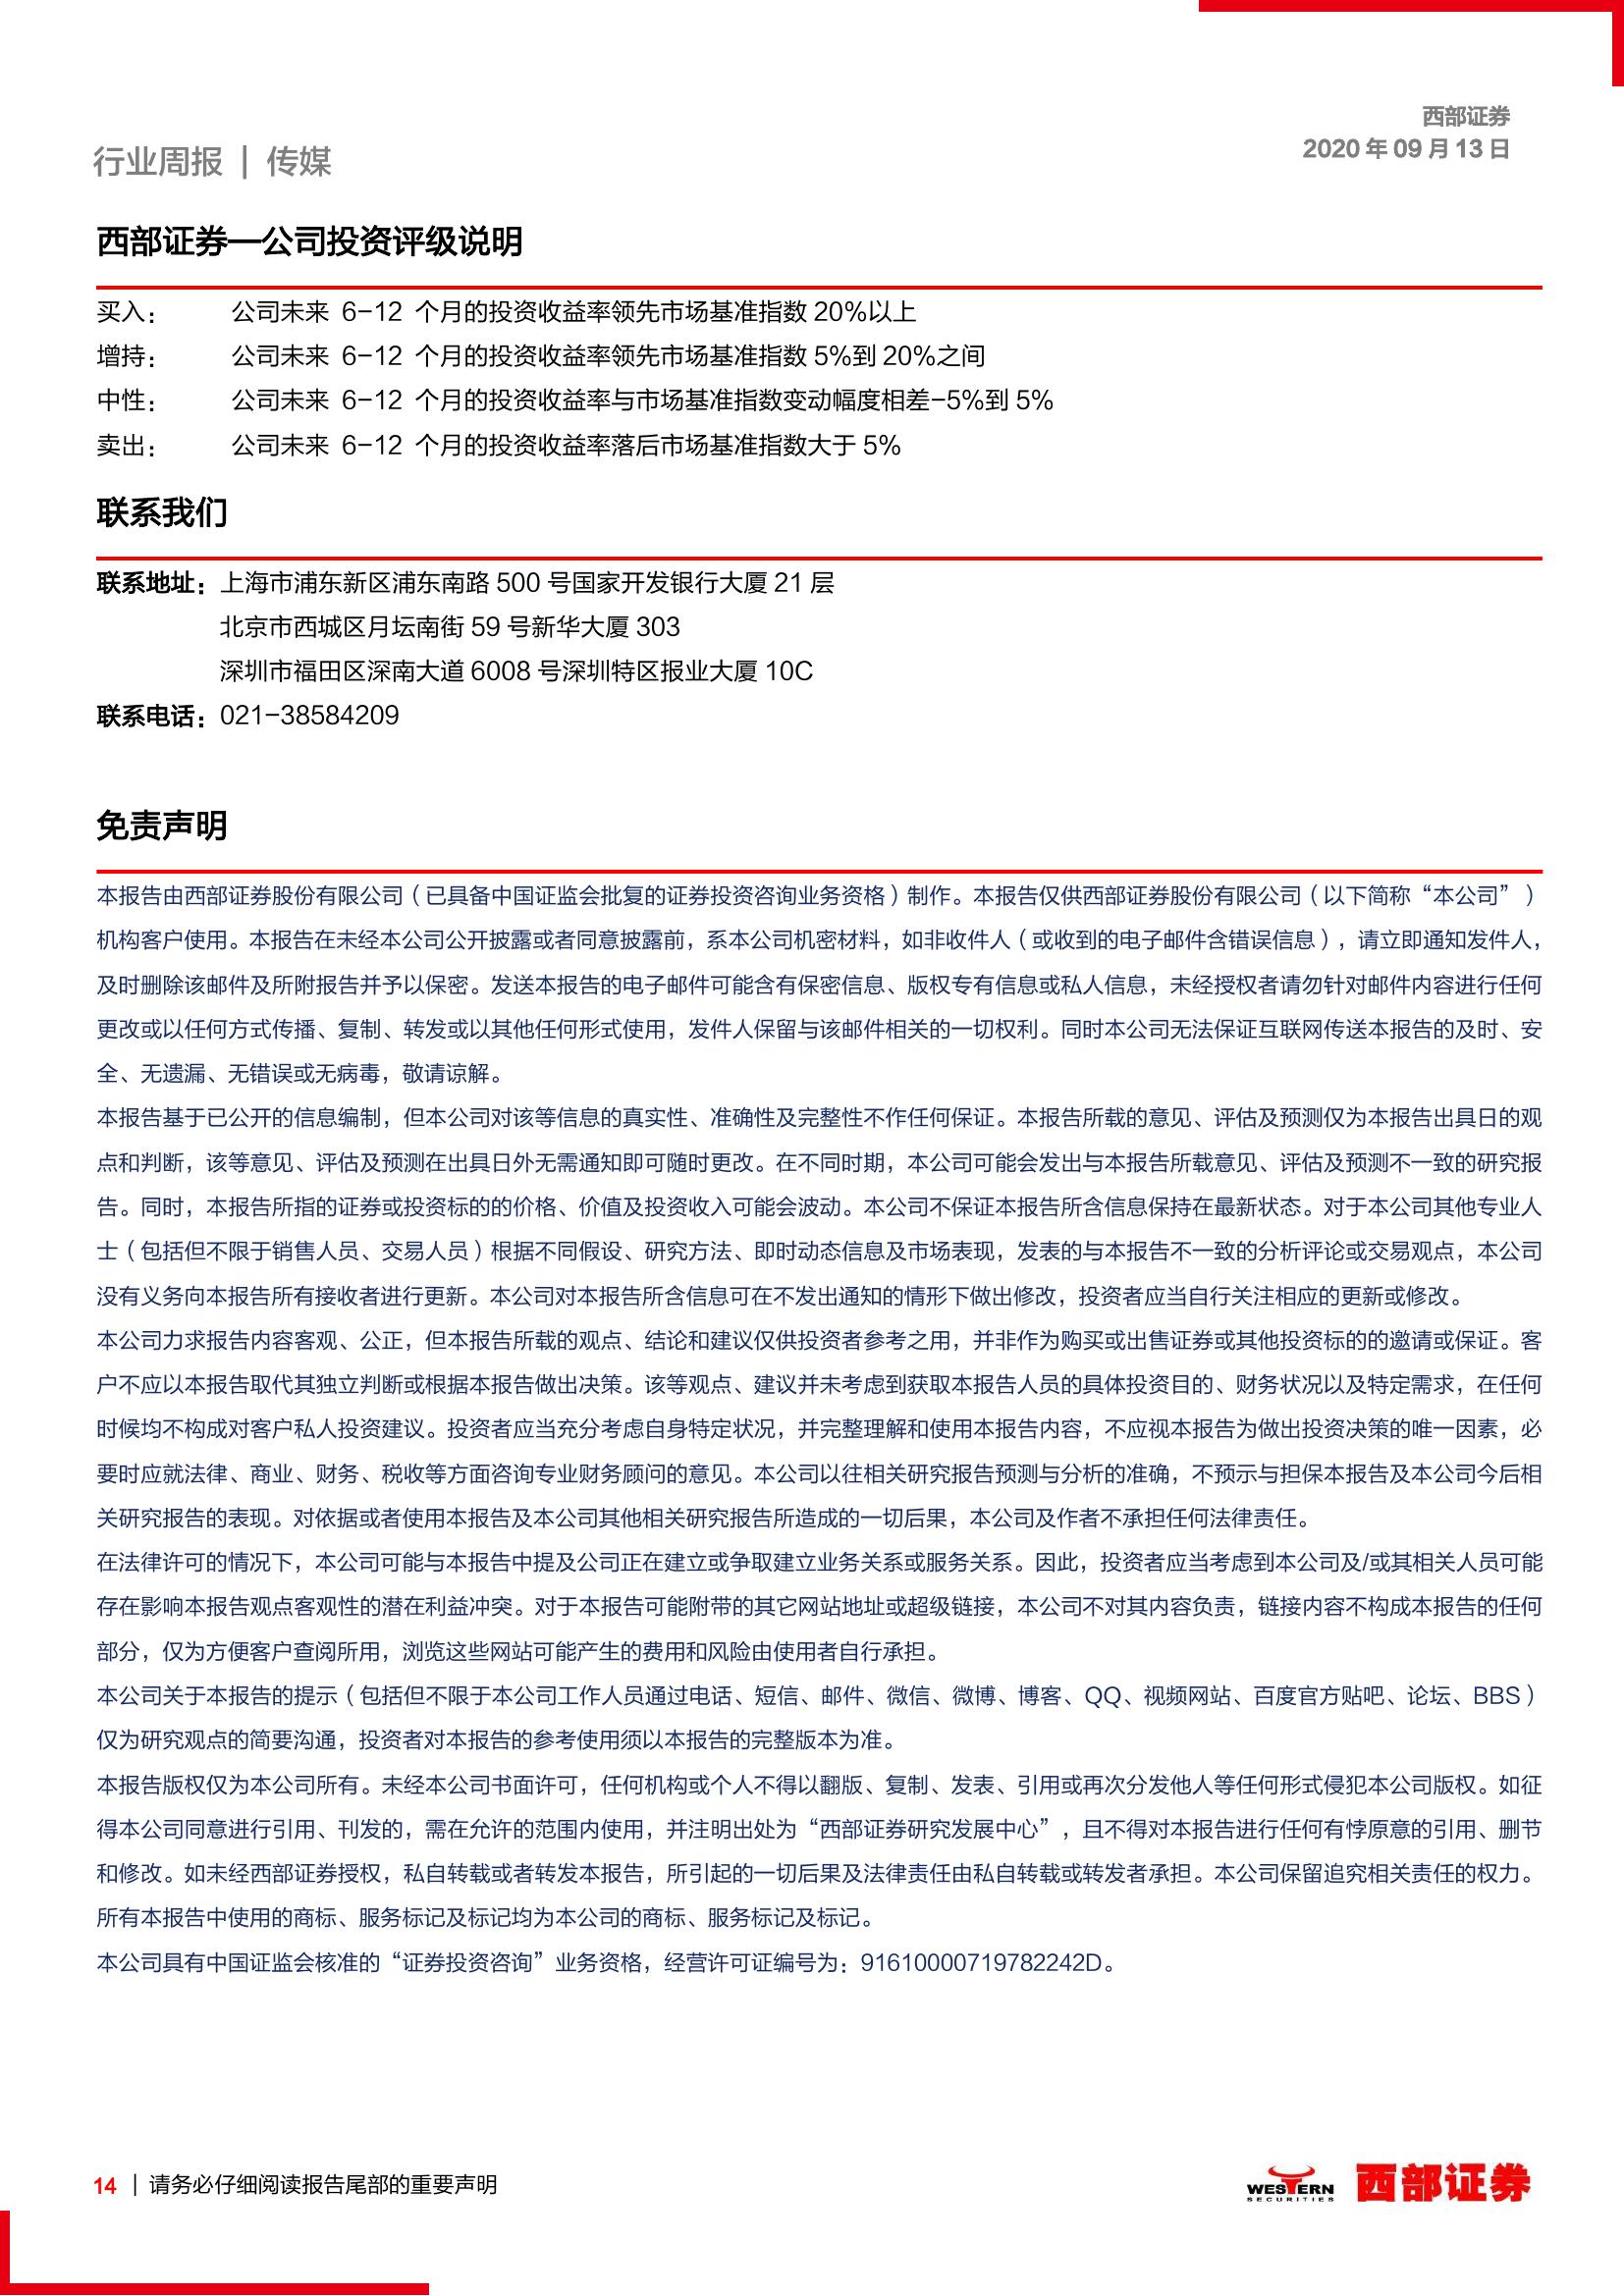 西部证券
2020 年 09 月 13 日
行业周报 | 传媒
西部证券—公司投资评级说明
买入： 公司未来 6-12 个月的投资收益率领先市场基准指数 20%以上
增持： 公司未来 6-12 个月的投资收益率领先市场基准指数 5%到 20%之间
中性： 公司未来 6-12 个月的投资收益率与市场基准指数变动幅度相差-5%到 5%
卖出： 公司未来 6-12 个月的投资收益率落后市场基准指数大于 5%
联系我们
联系地址：上海市浦东新区浦东南路 500 号国家开发银行大厦 21 层
北京市西城区月坛南街 59 号新华大厦 303
深圳市福田区深南大道 6008 号深圳特区报业大厦 10C
联系电话：021-38584209
免责声明
本报告由西部证券股份有限公司（已具备中国证监会批复的证券投资咨询业务资格）制作。本报告仅供西部证券股份有限公司（以下简称“本公司”）
机构客户使用。本报告在未经本公司公开披露或者同意披露前，系本公司机密材料，如非收件人（或收到的电子邮件含错误信息），请立即通知发件人，
及时删除该邮件及所附报告并予以保密。发送本报告的电子邮件可能含有保密信息、版权专有信息或私人信息，未经授权者请勿针对邮件内容进行任何
更改或以任何方式传播、复制、转发或以其他任何形式使用，发件人保留与该邮件相关的一切权利。同时本公司无法保证互联网传送本报告的及时、安
全、无遗漏、无错误或无病毒，敬请谅解。
本报告基于已公开的信息编制，但本公司对该等信息的真实性、准确性及完整性不作任何保证。本报告所载的意见、评估及预测仅为本报告出具日的观
点和判断，该等意见、评估及预测在出具日外无需通知即可随时更改。在不同时期，本公司可能会发出与本报告所载意见、评估及预测不一致的研究报
告。同时，本报告所指的证券或投资标的的价格、价值及投资收入可能会波动。本公司不保证本报告所含信息保持在最新状态。对于本公司其他专业人
士（包括但不限于销售人员、交易人员）根据不同假设、研究方法、即时动态信息及市场表现，发表的与本报告不一致的分析评论或交易观点，本公司
没有义务向本报告所有接收者进行更新。本公司对本报告所含信息可在不发出通知的情形下做出修改，投资者应当自行关注相应的更新或修改。
本公司力求报告内容客观、公正，但本报告所载的观点、结论和建议仅供投资者参考之用，并非作为购买或出售证券或其他投资标的的邀请或保证。客
户不应以本报告取代其独立判断或根据本报告做出决策。该等观点、建议并未考虑到获取本报告人员的具体投资目的、财务状况以及特定需求，在任何
时候均不构成对客户私人投资建议。投资者应当充分考虑自身特定状况，并完整理解和使用本报告内容，不应视本报告为做出投资决策的唯一因素，必
要时应就法律、商业、财务、税收等方面咨询专业财务顾问的意见。本公司以往相关研究报告预测与分析的准确，不预示与担保本报告及本公司今后相
关研究报告的表现。对依据或者使用本报告及本公司其他相关研究报告所造成的一切后果，本公司及作者不承担任何法律责任。
在法律许可的情况下，本公司可能与本报告中提及公司正在建立或争取建立业务关系或服务关系。因此，投资者应当考虑到本公司及/或其相关人员可能
存在影响本报告观点客观性的潜在利益冲突。对于本报告可能附带的其它网站地址或超级链接，本公司不对其内容负责，链接内容不构成本报告的任何
部分，仅为方便客户查阅所用，浏览这些网站可能产生的费用和风险由使用者自行承担。
本公司关于本报告的提示（包括但不限于本公司工作人员通过电话、短信、邮件、微信、微博、博客、QQ、视频网站、百度官方贴吧、论坛、BBS）
仅为研究观点的简要沟通，投资者对本报告的参考使用须以本报告的完整版本为准。
本报告版权仅为本公司所有。未经本公司书面许可，任何机构或个人不得以翻版、复制、发表、引用或再次分发他人等任何形式侵犯本公司版权。如征
得本公司同意进行引用、刊发的，需在允许的范围内使用，并注明出处为“西部证券研究发展中心”，且不得对本报告进行任何有悖原意的引用、删节
和修改。如未经西部证券授权，私自转载或者转发本报告，所引起的一切后果及法律责任由私自转载或转发者承担。本公司保留追究相关责任的权力。
所有本报告中使用的商标、服务标记及标记均为本公司的商标、服务标记及标记。
本公司具有中国证监会核准的“证券投资咨询”业务资格，经营许可证编号为：91610000719782242D。
14 | 请务必仔细阅读报告尾部的重要声明
WESTERN
SECURITIES
西部证券